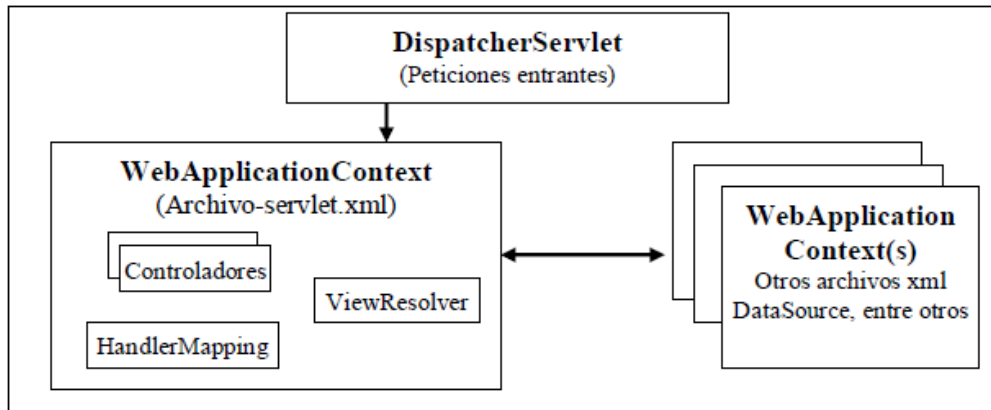 DispatcherServlet
(Peticiones entrantes)
WebApplicationContext
(Archivo-servlet.xml)
Controladores
ViewResolver
HandlerMapping
WebApplication
Context(s)
Otros archivos xml
DataSource, entre otros